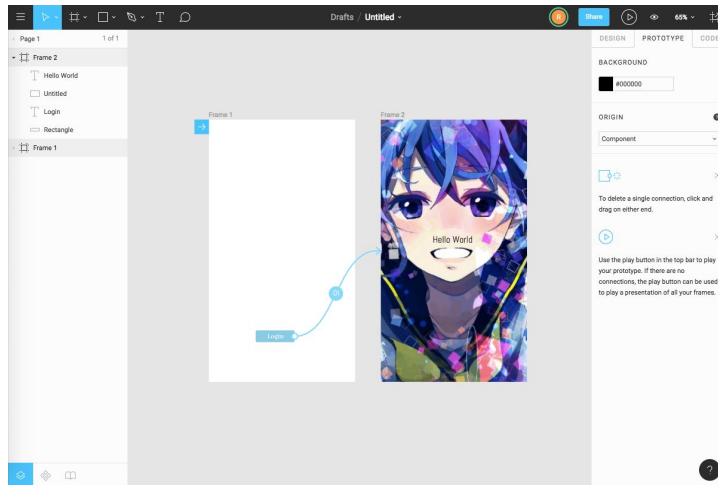 Drafts / Untitled
R
Share
65%
Page 1
1 of 1
Frame 2
Hello World
Untitled
Login
Rectangle
Frame 1
Frame 1
Frame 2
Hello World
Login
DESIGN
PROTOTYPE
CODE
BACKGROUND
#000000
ORIGIN
Component
To delete a single connection, click and
drag on either end.
Use the play button in the top bar to play
your prototype. If there are no
connections, the play button can be used
to play a presentation of all your frames.
?